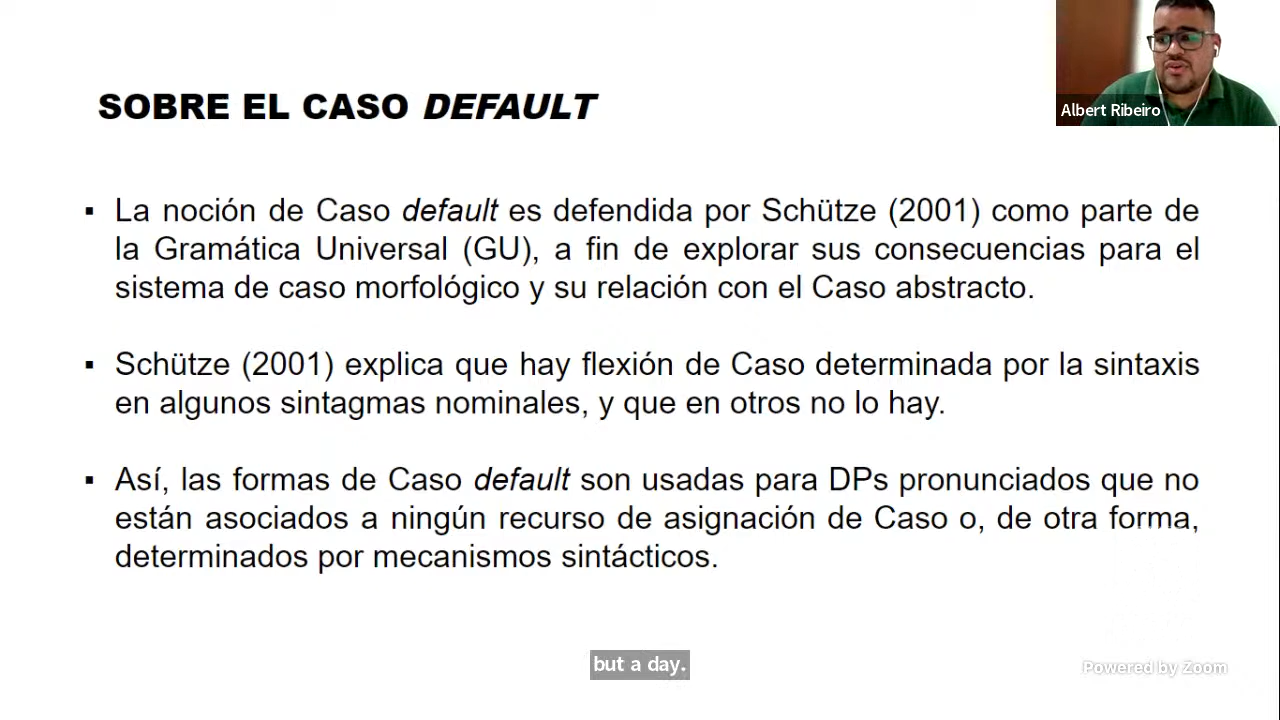 SOBRE EL CASO DEFAULT
Albert Ribeiro
▪ La noción de Caso default es defendida por Schütze (2001) como parte de
la Gramática Universal (GU), a fin de explorar sus consecuencias para el
sistema de caso morfológico y su relación con el Caso abstracto.
▪ Schütze (2001) explica que hay flexión de Caso determinada por la sintaxis
en algunos sintagmas nominales, y que en otros no lo hay.
▪ Así, las formas de Caso default son usadas para DPs pronunciados que no
están asociados a ningún recurso de asignación de Caso o, de otra forma,
determinados por mecanismos sintácticos.
but a day.
Powered by Zoom